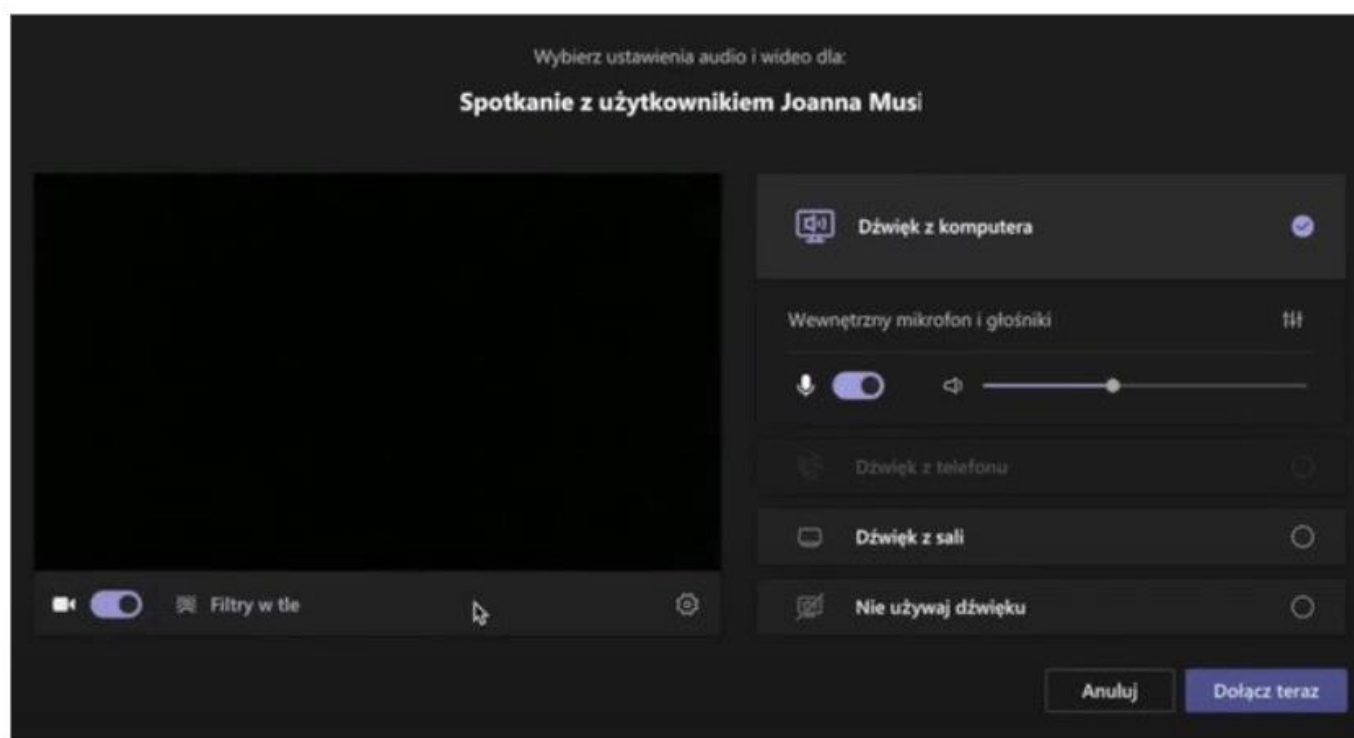 Wybierz ustawienia audio i wideo dla:
Spotkanie z użytkownikiem Joanna Musi
Dźwięk z komputera
Wewnętrzny mikrofon i głośniki
Dźwięk z telefonu
Dźwięk z sali
Filtry w tle
Nie używaj dźwięku
Anuluj
Dołącz teraz